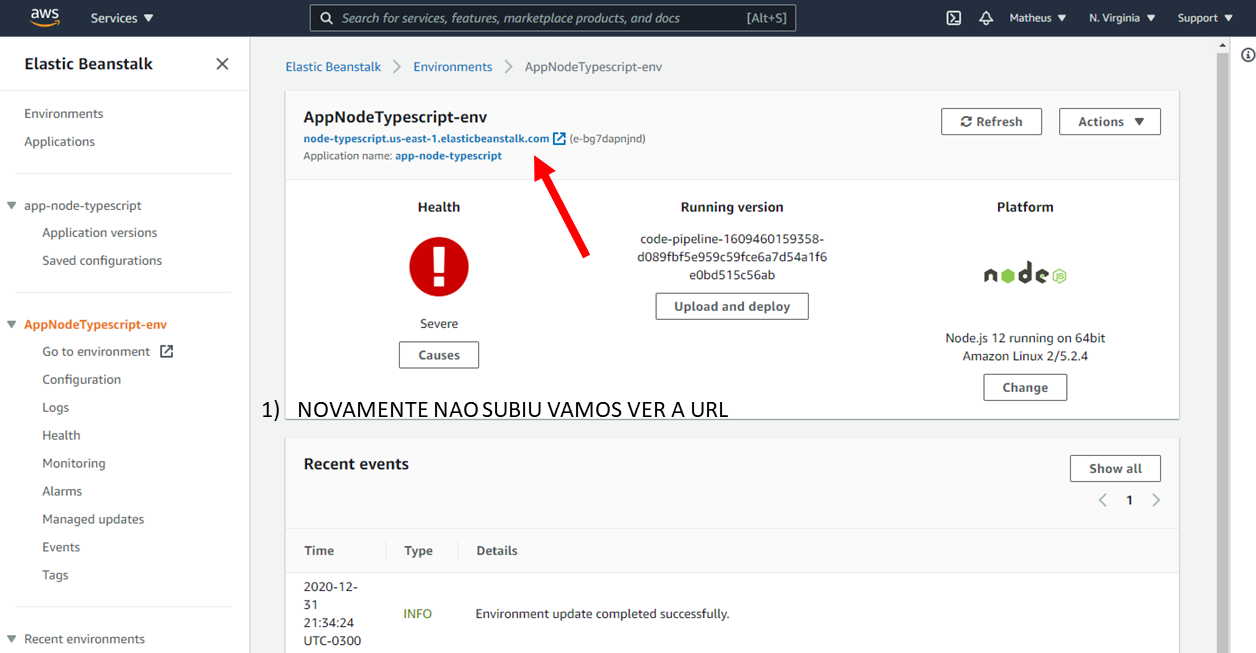 aws
Services
Search for services, features, marketplace products, and docs
[Alt+S]
Matheus
N. Virginia
Support
Elastic Beanstalk
Environments
Applications
app-node-typescript
Application versions
Saved configurations
AppNodeTypescript-env
Go to environment
Configuration
Logs
Health
Monitoring
Alarms
Managed updates
Events
Tags
Recent environments
Elastic Beanstalk
Environments
AppNodeTypescript-env
AppNodeTypescript-env
node-typescript.us-east-1.elasticbeanstalk.com (e-bg7dapnjnd)
Application name: app-node-typescript
Refresh
Actions
Health
Severe
Causes
Running version
code-pipeline-1609460159358-
d089fbf5e959c59fce6a7d54a1f6
e0bd515c56ab
Upload and deploy
Platform
node JS
Node.js 12 running on 64bit
Amazon Linux 2/5.2.4
Change
1) NOVAMENTE NAO SUBIU VAMOS VER A URL
Recent events
Show all
1
Time
Type
Details
2020-12-
31
21:34:24
UTC-0300
INFO
Environment update completed successfully.